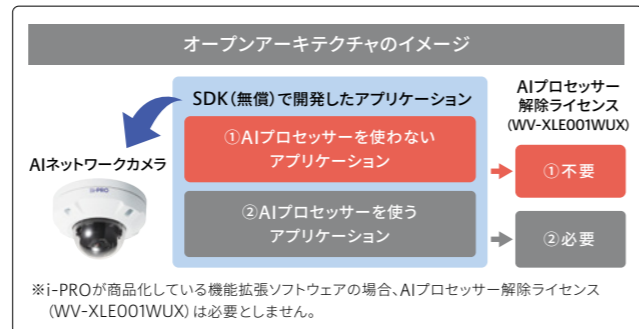 オープンアーキテクチャのイメージ
SDK(無償)で開発したアプリケーション
AIプロセッサー
解除ライセンス
(WV-XLE001WUX)
①AIプロセッサーを使わない
アプリケーション
①不要
AIネットワークカメラ
i-PRO
②AIプロセッサーを使う
アプリケーション
②必要
※i-PROが商品化している機能拡張ソフトウェアの場合、AIプロセッサー解除ライセンス
(WV-XLE001WUX)は必要としません。